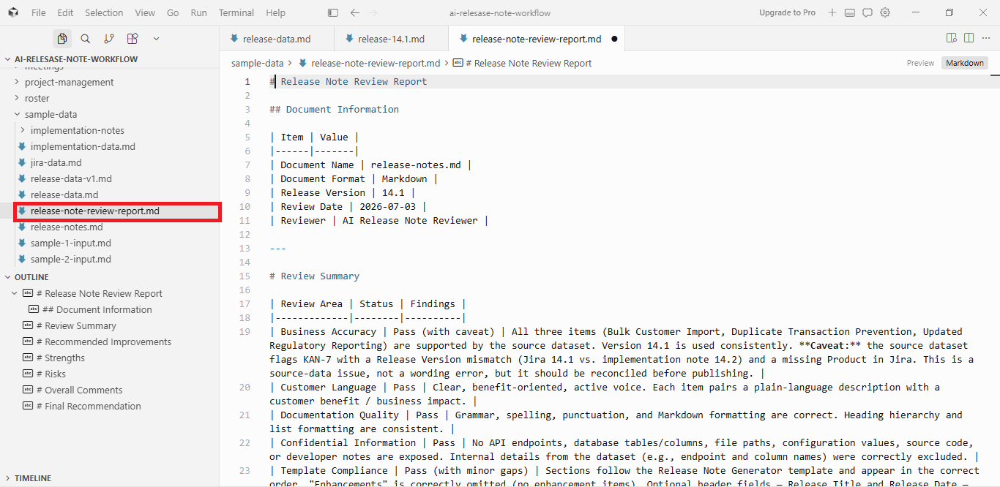 File Edit Selection View Go Run Terminal Help
ai-relesase-note-workflow
Upgrade to Pro
AI-RELESASE-NOTE-WORKFLOW
meetings
project-management
roster
sample-data
implementation-notes
implementation-data.md
jira-data.md
release-data-v1.md
release-data.md
release-note-review-report.md
release-notes.md
sample-1-input.md
sample-2-input.md
OUTLINE
# Release Note Review Report
## Document Information
# Review Summary
# Recommended Improvements
# Strengths
# Risks
# Overall Comments
# Final Recommendation
TIMELINE
release-data.md release-14.1.md release-note-review-report.md
sample-data > release-note-review-report.md > # Release Note Review Report
Preview Markdown
1 # Release Note Review Report
2
3 ## Document Information
4
5 | Item | Value |
6 |------|-------|
7 | Document Name | release-notes.md |
8 | Document Format | Markdown |
9 | Release Version | 14.1 |
10 | Review Date | 2026-07-03 |
11 | Reviewer | AI Release Note Reviewer |
12
13 ---
14
15 # Review Summary
16
17 | Review Area | Status | Findings |
18 |-------------|--------|----------|
19 | Business Accuracy | Pass (with caveat) | All three items (Bulk Customer Import, Duplicate Transaction Prevention, Updated
Regulatory Reporting) are supported by the source dataset. Version 14.1 is used consistently. **Caveat:** the source dataset
flags KAN-7 with a Release Version mismatch (Jira 14.1 vs. implementation note 14.2) and a missing Product in Jira. This is a
source-data issue, not a wording error, but it should be reconciled before publishing. |
20 | Customer Language | Pass | Clear, benefit-oriented, active voice. Each item pairs a plain-language description with a
customer benefit / business impact. |
21 | Documentation Quality | Pass | Grammar, spelling, punctuation, and Markdown formatting are correct. Heading hierarchy and
list formatting are consistent. |
22 | Confidential Information | Pass | No API endpoints, database tables/columns, file paths, configuration values, source code,
or developer notes are exposed. Internal details from the dataset (e.g., endpoint and column names) were correctly excluded. |
23 | Template Compliance | Pass (with minor gaps) | Sections follow the Release Note Generator template and appear in the correct
order. "Enhancements" is correctly omitted (no enhancement items). Optional header fields — Release Title and Release Date —